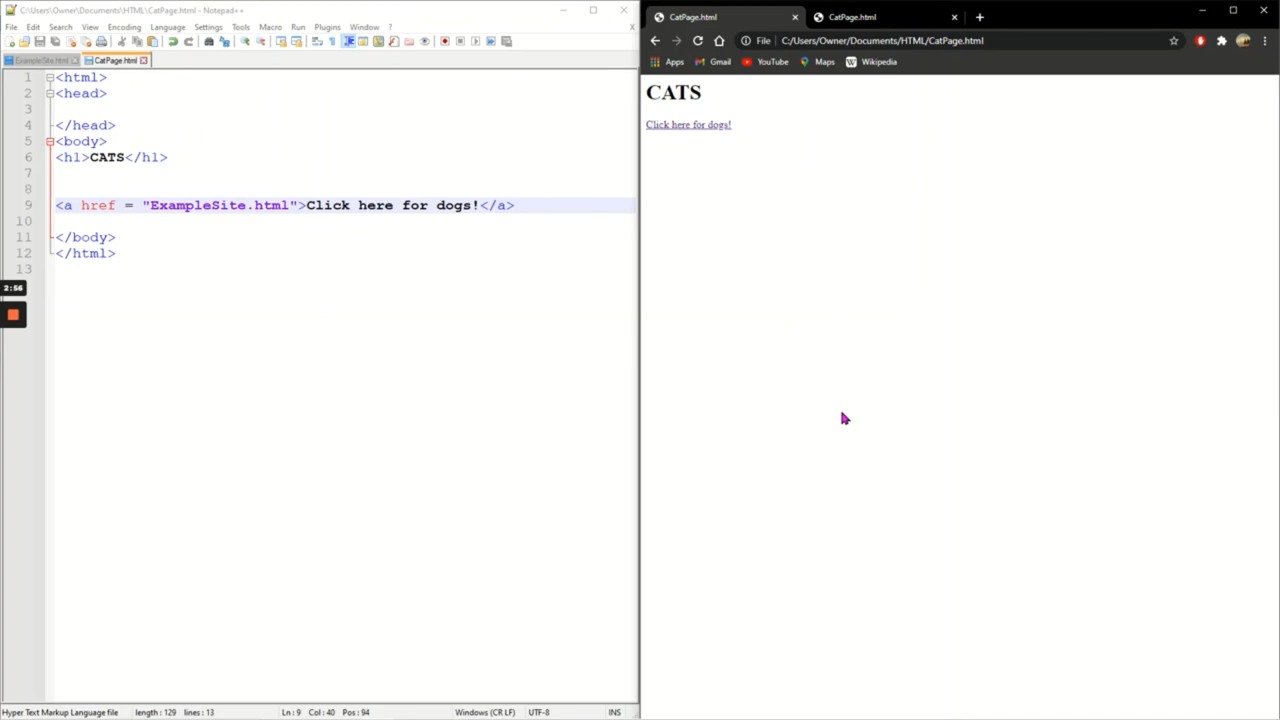 C:\Users\Owner\Documents\HTML\CatPage.html - Notepad++
File Edit Search View Encoding Language Settings Tools Macro Run Plugins Window ?
ExampleSite.html CatPage.html
1 <html>
2 <head>
3
4 </head>
5 <body>
6 <h1>CATS</h1>
7
8
9 <a href = "ExampleSite.html">Click here for dogs!</a>
10
11 </body>
12 </html>
13
2:56
Hyper Text Markup Language file length : 129 lines : 13 Ln : 9 Col : 40 Pos : 94 Windows (CR LF) UTF-8 INS
CatPage.html CatPage.html
File C:/Users/Owner/Documents/HTML/CatPage.html
Apps Gmail YouTube Maps Wikipedia
CATS
Click here for dogs!